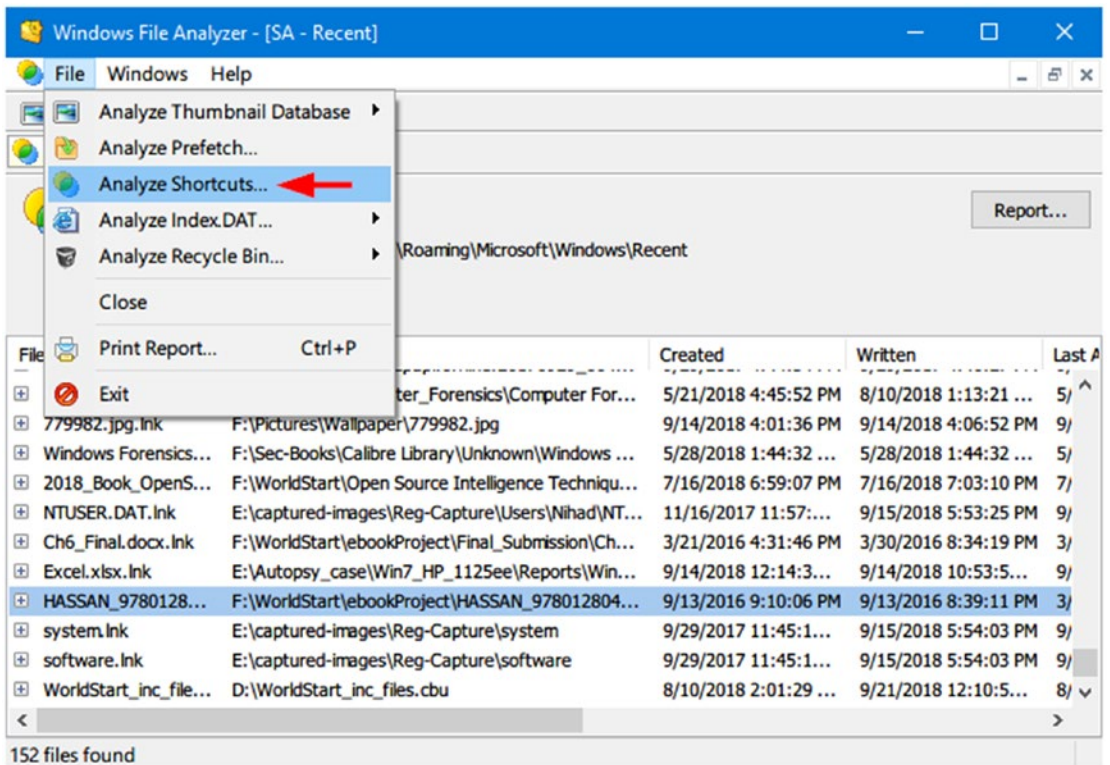 Windows File Analyzer - [SA - Recent]
File Windows Help
Analyze Thumbnail Database
Analyze Prefetch...
Analyze Shortcuts...
Analyze Index.DAT...
Analyze Recycle Bin...
Close
Print Report... Ctrl+P
Exit
Report...
\Roaming\Microsoft\Windows\Recent
File Created Written Last A
ter_Forensics\Computer For... 5/21/2018 4:45:52 PM 8/10/2018 1:13:21 ... 5/
779982.jpg.lnk F:\Pictures\Wallpaper\779982.jpg 9/14/2018 4:01:36 PM 9/14/2018 4:06:52 PM 9/
Windows Forensics... F:\Sec-Books\Calibre Library\Unknown\Windows ... 5/28/2018 1:44:32 ... 5/28/2018 1:44:32 ... 5/
2018_Book_OpenS... F:\WorldStart\Open Source Intelligence Techniqu... 7/16/2018 6:59:07 PM 7/16/2018 7:03:10 PM 7/
NTUSER.DAT.lnk E:\captured-images\Reg-Capture\Users\Nihad\NT... 11/16/2017 11:57:... 9/15/2018 5:53:25 PM 9/
Ch6_Final.docx.lnk F:\WorldStart\ebookProject\Final_Submission\Ch... 3/21/2016 4:31:46 PM 3/30/2016 8:34:19 PM 3/
Excel.xlsx.lnk E:\Autopsy_case\Win7_HP_1125ee\Reports\Win... 9/14/2018 12:14:3... 9/14/2018 10:53:5... 9/
HASSAN_9780128... F:\WorldStart\ebookProject\HASSAN_978012804... 9/13/2016 9:10:06 PM 9/13/2016 8:39:11 PM 3/
system.lnk E:\captured-images\Reg-Capture\system 9/29/2017 11:45:1... 9/15/2018 5:54:03 PM 9/
software.lnk E:\captured-images\Reg-Capture\software 9/29/2017 11:45:1... 9/15/2018 5:54:03 PM 9/
WorldStart_inc_file... D:\WorldStart_inc_files.cbu 8/10/2018 2:01:29 ... 9/21/2018 12:10:5... 8/
152 files found